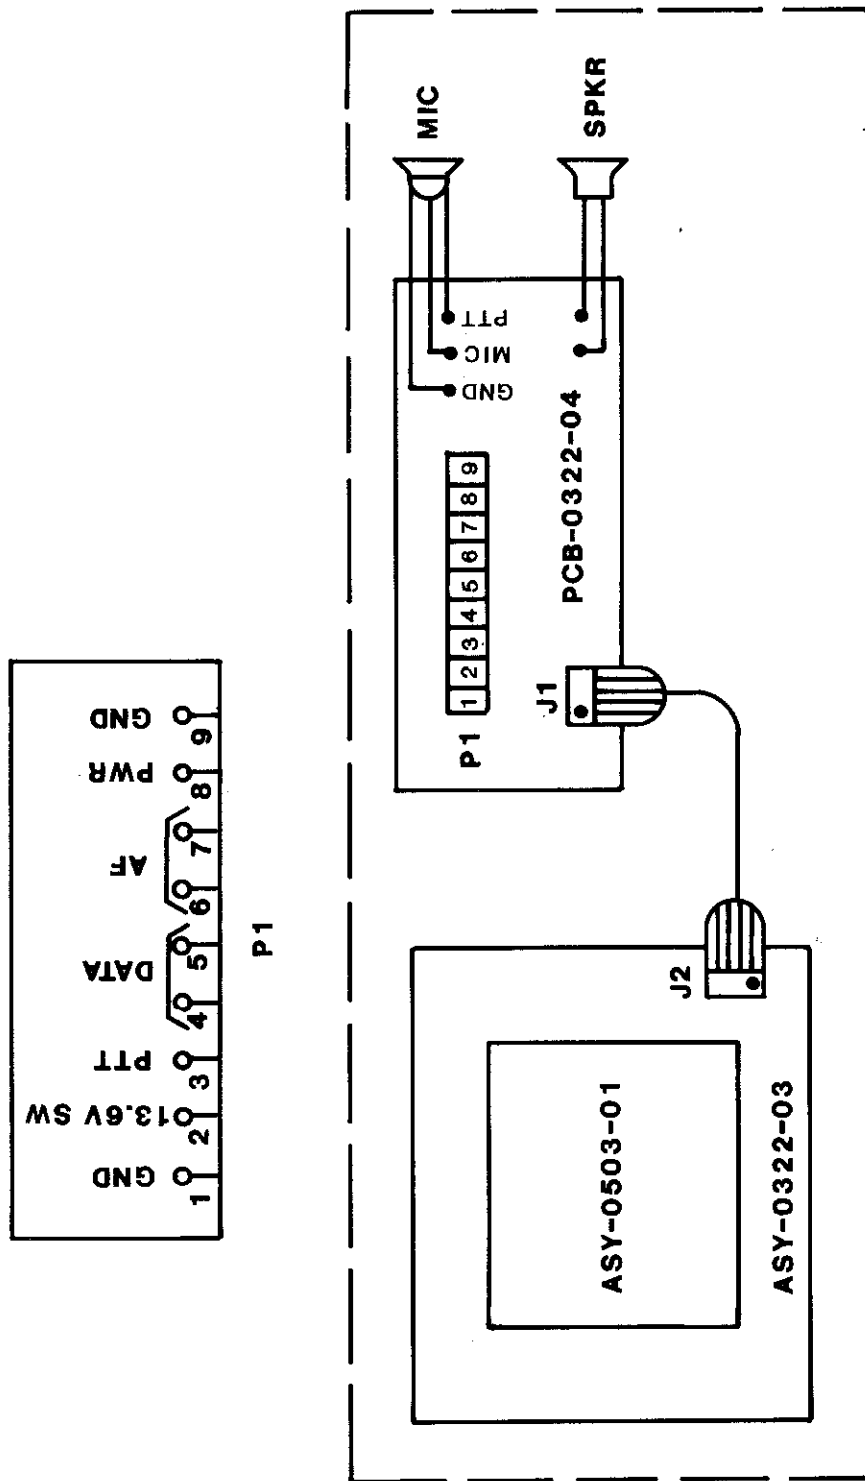 GND
13.6V SW
PTT
DATA
AF
PWR
GND
1 2 3 4 5 6 7 8 9
P1
MIC
SPKR
GND
MIC
PTT
1 2 3 4 5 6 7 8 9
P1
PCB-0322-04
J1
J2
ASY-0503-01
ASY-0322-03